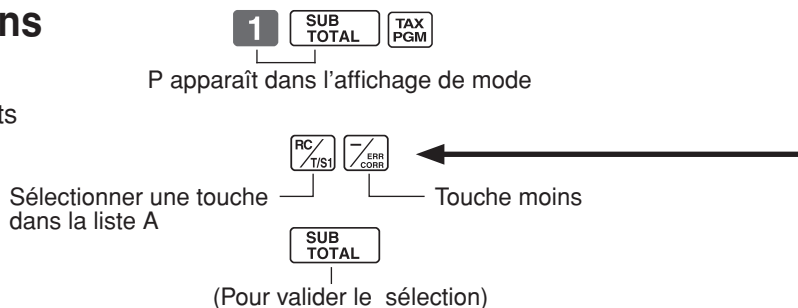 ns
1 SUB TOTAL TAX PGM
P apparaît dans l'affichage de mode
ts
RC/T/S1 −/ERR CORR
Sélectionner une touche Touche moins
dans la liste A
SUB TOTAL
(Pour valider le sélection)